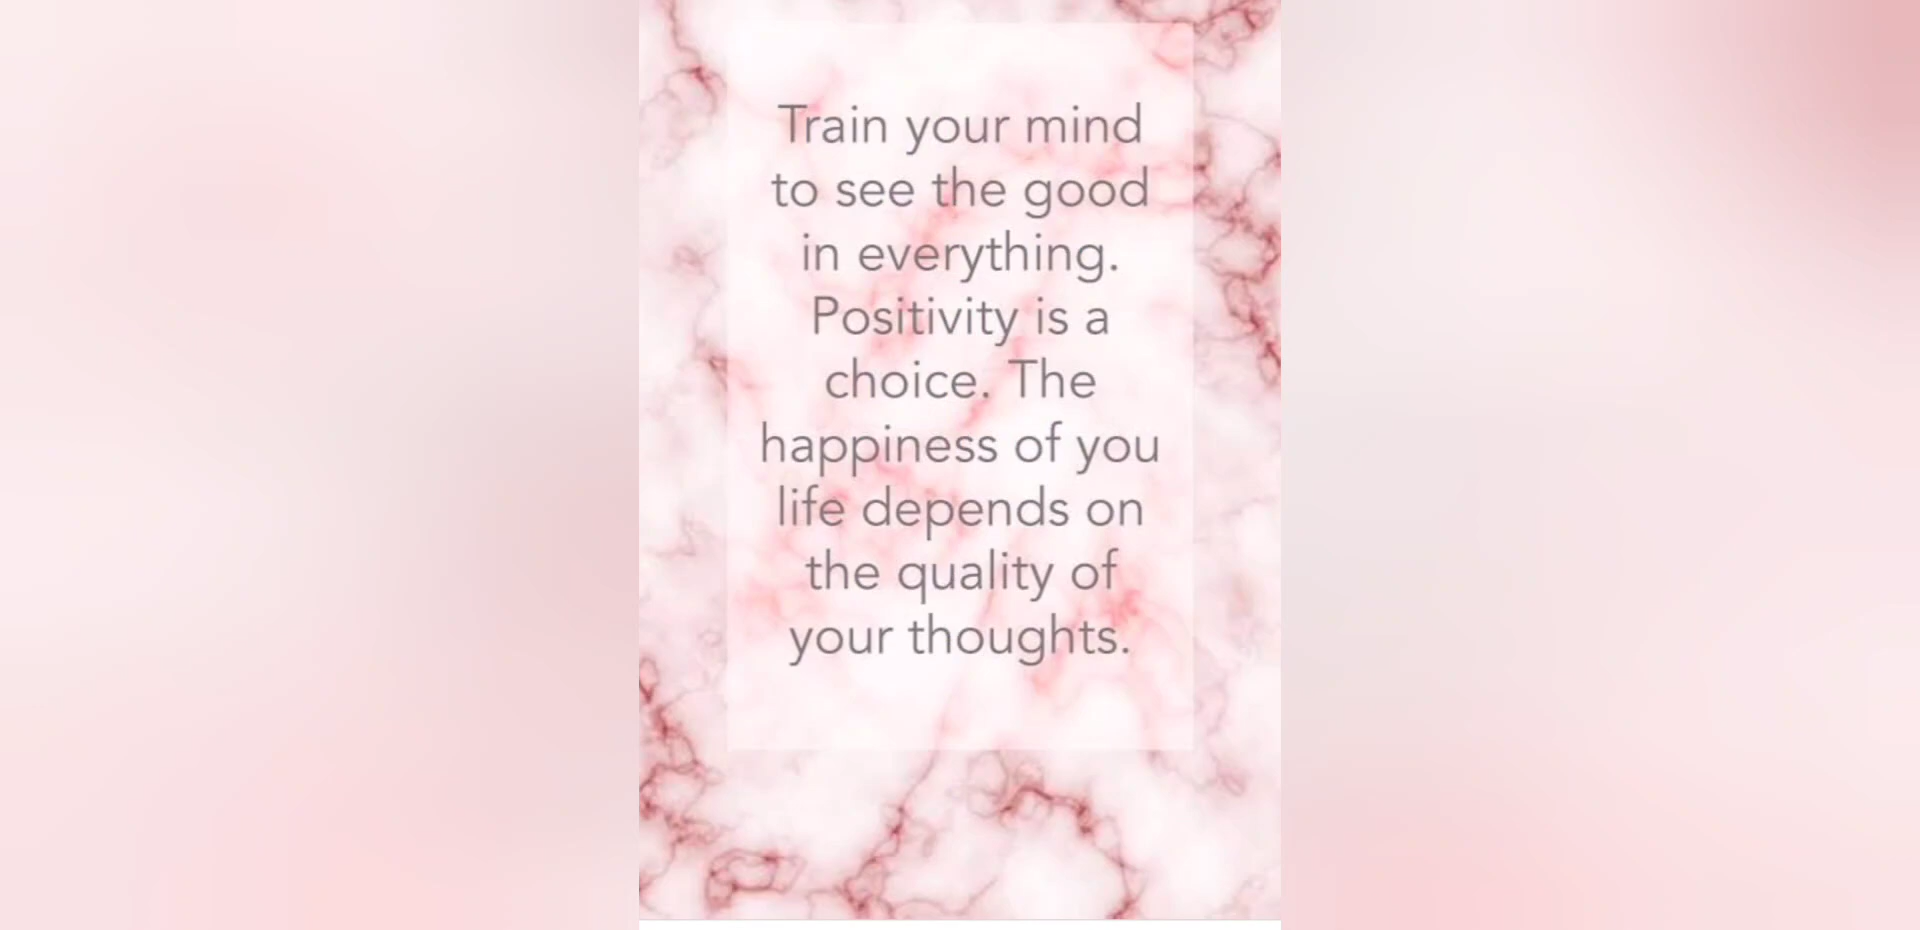 Train your mind
to see the good
in everything.
Positivity is a
choice. The
happiness of you
life depends on
the quality of
your thoughts.